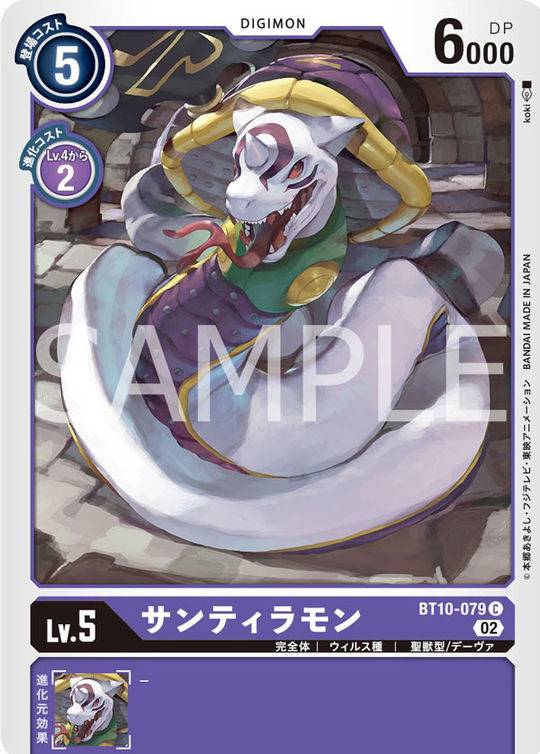 登場コスト
5
DIGIMON
DP
6000
進化コスト
Lv.4から
2
koki
BANDAI MADE IN JAPAN
© 本郷あきよし・フジテレビ・東映アニメーション
SAMPLE
Lv.5
サンティラモン
BT10-079 C
02
完全体 | ウィルス種 | 聖獣型/デーヴァ
進化元効果
–